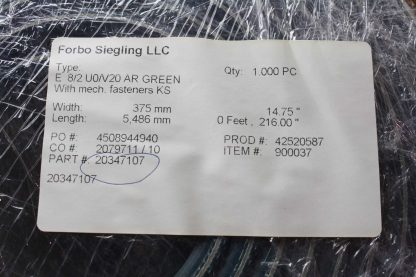 Forbo Siegling LLC
Type:
E 8/2 U0/V20 AR GREEN Qty: 1.000 PC
With mech. fasteners KS
Width: 375 mm 14.75 "
Length: 5,486 mm 0 Feet , 216.00 "
PO #: 4508944940 PROD #: 42520587
CO #: 2079711 / 10 ITEM #: 900037
PART #: 20347107
20347107